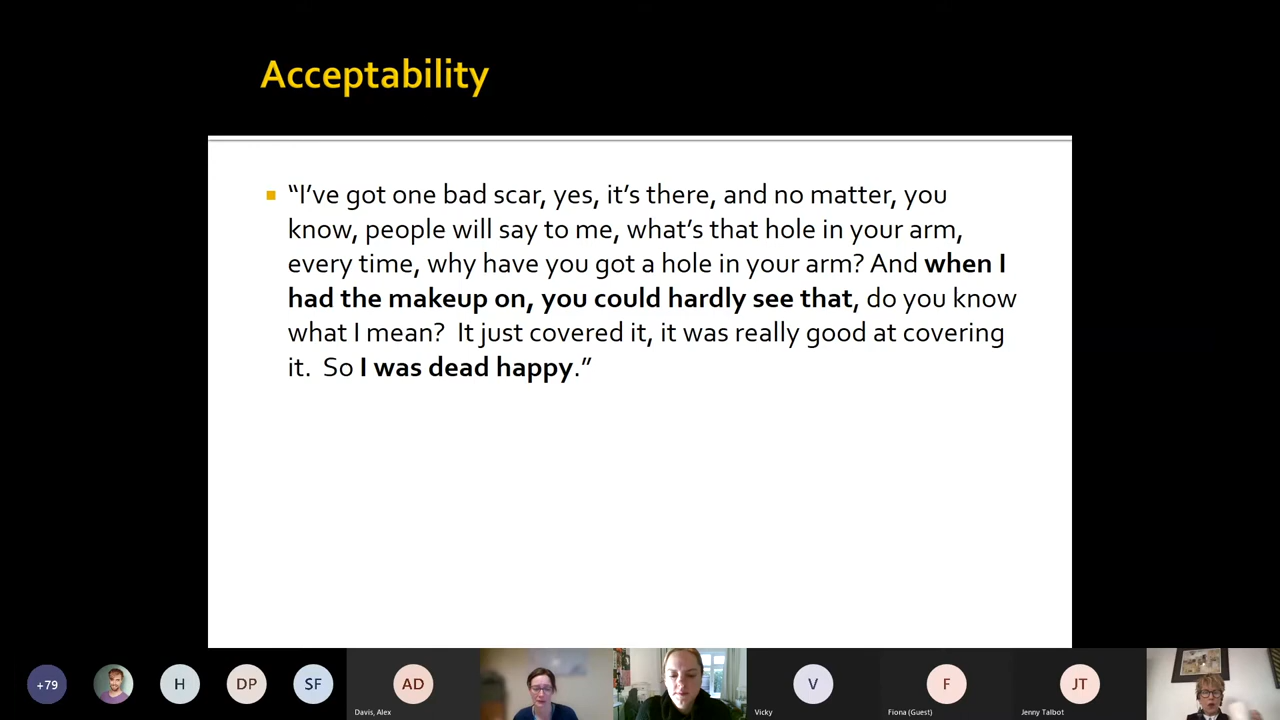 Acceptability
“I’ve got one bad scar, yes, it’s there, and no matter, you
know, people will say to me, what’s that hole in your arm,
every time, why have you got a hole in your arm? And when I
had the makeup on, you could hardly see that, do you know
what I mean?  It just covered it, it was really good at covering
it.  So I was dead happy.”
+79
H
DP
SF
AD
V
F
JT
Davis, Alex
Vicky
Fiona (Guest)
Jenny Talbot